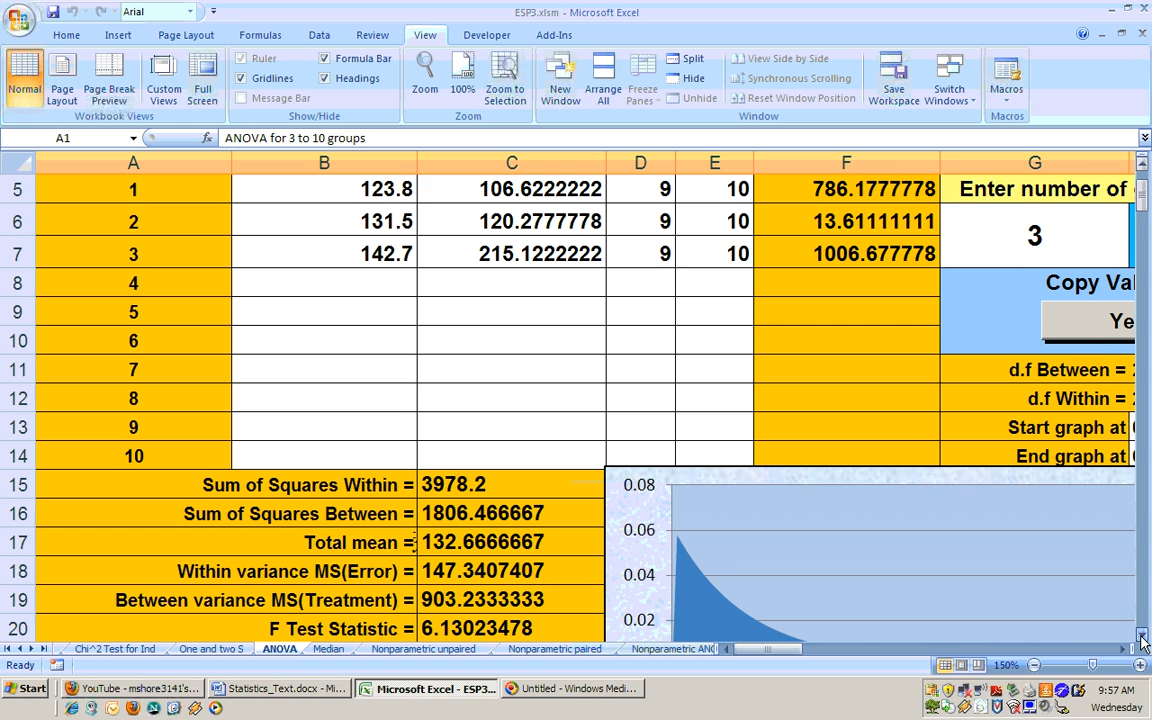 ESP3.xlsm - Microsoft Excel
Home Insert Page Layout Formulas Data Review View Developer Add-Ins
Normal Page Layout Page Break Preview Custom Views Full Screen
Workbook Views
Ruler Formula Bar
Gridlines Headings
Message Bar
Show/Hide
Zoom 100% Zoom to Selection
Zoom
New Window Arrange All Freeze Panes
Split View Side by Side
Hide Synchronous Scrolling
Unhide Reset Window Position
Save Workspace Switch Windows
Window
Macros
Macros
A1 fx ANOVA for 3 to 10 groups
A B C D E F G
5 1 123.8 106.6222222 9 10 786.1777778 Enter number of
6 2 131.5 120.2777778 9 10 13.61111111 3
7 3 142.7 215.1222222 9 10 1006.677778
8 4 Copy Val
9 5 Ye
10 6
11 7 d.f Between =
12 8 d.f Within =
13 9 Start graph at
14 10 End graph at
15 Sum of Squares Within = 3978.2 0.08
16 Sum of Squares Between = 1806.466667 0.06
17 Total mean = 132.6666667
18 Within variance MS(Error) = 147.3407407 0.04
19 Between variance MS(Treatment) = 903.2333333 0.02
20 F Test Statistic = 6.13023478
Chi^2 Test for Ind One and two S ANOVA Median Nonparametric unpaired Nonparametric paired Nonparametric ANO
Ready 150%
Start YouTube - mshore3141's... Statistics_Text.docx - Mi... Microsoft Excel - ESP3... Untitled - Windows Medi... 9:57 AM
Wednesday